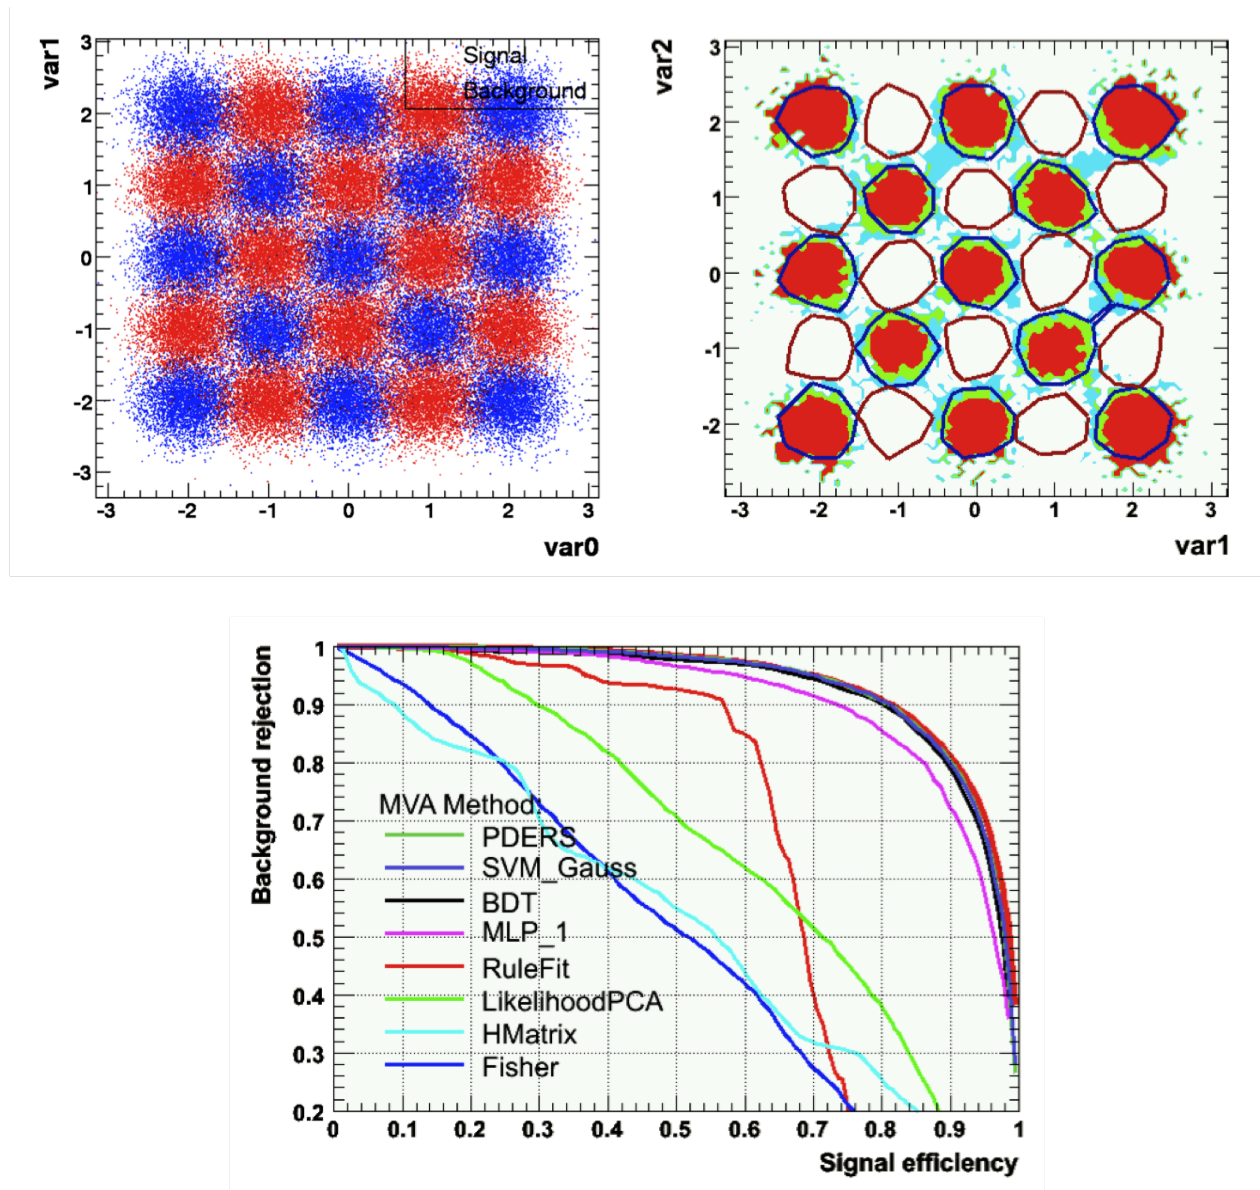 var1
3
2
1
0
-1
-2
-3
Signal
Background
-3 -2 -1 0 1 2 3
var0
var2
3
2
1
0
-1
-2
-3 -2 -1 0 1 2 3
var1
Background rejection
1
0.9
0.8
0.7
0.6
0.5
0.4
0.3
0.2
MVA Method:
PDERS
SVM_Gauss
BDT
MLP_1
RuleFit
LikelihoodPCA
HMatrix
Fisher
0 0.1 0.2 0.3 0.4 0.5 0.6 0.7 0.8 0.9 1
Signal efficiency